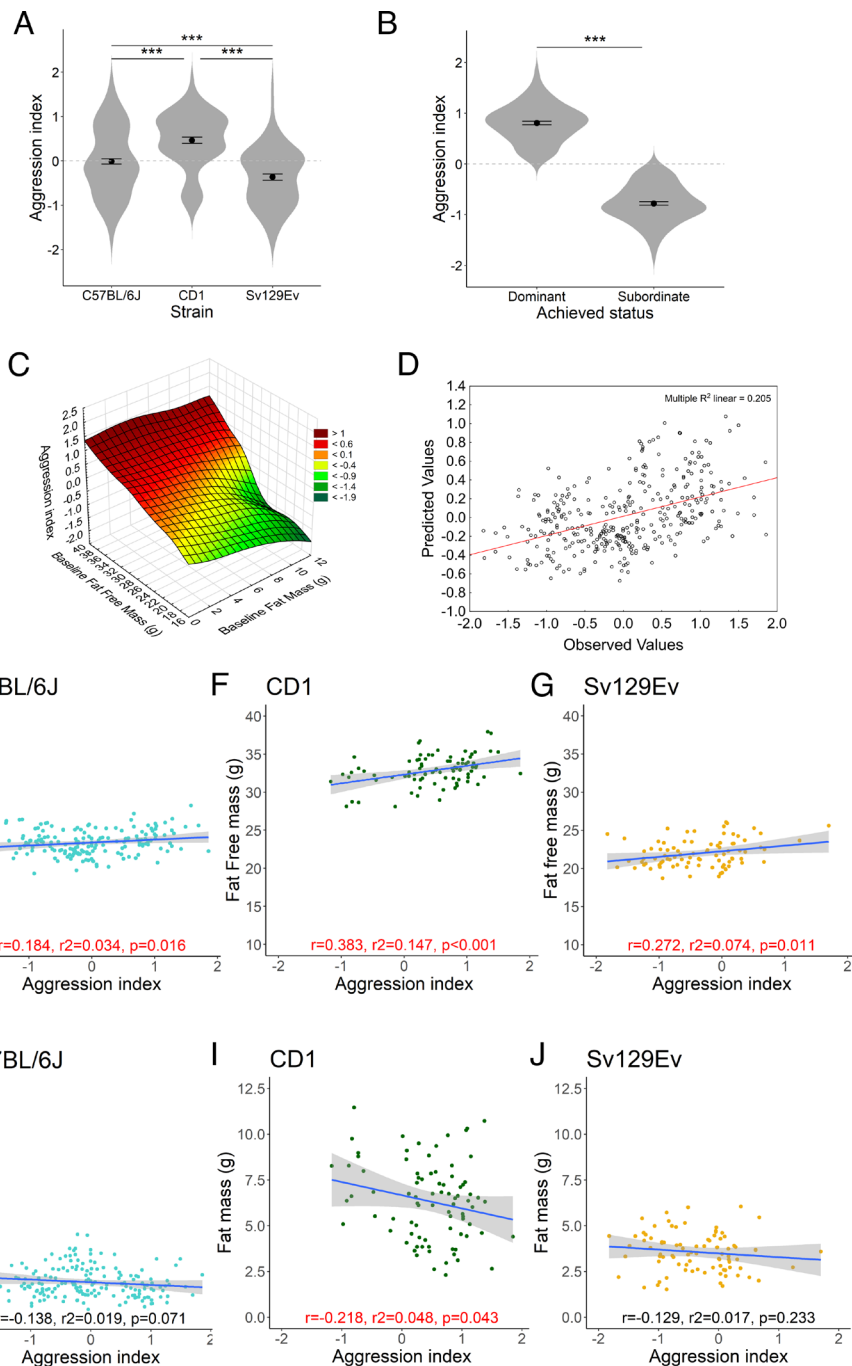 A
***
***
***
Aggression index
2
1
0
-1
-2
C57BL/6J
CD1
Sv129Ev
Strain
B
***
Aggression index
2
1
0
-1
-2
Dominant
Subordinate
Achieved status
C
Aggression index
2.5
2.0
1.5
1.0
0.5
0.0
-0.5
-1.0
-1.5
-2.0
Baseline Fat Free Mass (g)
0 2 4 6 8 10 12
Baseline Fat Mass (g)
> 1
< 0.6
< 0.1
< -0.4
< -0.9
< -1.4
< -1.9
D
Multiple R2 linear = 0.205
Predicted Values
1.4
1.2
1.0
0.8
0.6
0.4
0.2
0.0
-0.2
-0.4
-0.6
-0.8
-1.0
-2.0 -1.5 -1.0 -0.5 0.0 0.5 1.0 1.5 2.0
Observed Values
BL/6J
r=0.184, r2=0.034, p=0.016
-1 0 1 2
Aggression index
F CD1
Fat Free mass (g)
40
35
30
25
20
15
10
r=0.383, r2=0.147, p<0.001
-2 -1 0 1 2
Aggression index
G Sv129Ev
Fat free mass (g)
40
35
30
25
20
15
10
r=0.272, r2=0.074, p=0.011
-2 -1 0 1 2
Aggression index
7BL/6J
=-0.138, r2=0.019, p=0.071
-1 0 1 2
Aggression index
I CD1
Fat mass (g)
12.5
10.0
7.5
5.0
2.5
0.0
r=-0.218, r2=0.048, p=0.043
-2 -1 0 1 2
Aggression index
J Sv129Ev
Fat mass (g)
12.5
10.0
7.5
5.0
2.5
0.0
r=-0.129, r2=0.017, p=0.233
-2 -1 0 1 2
Aggression index